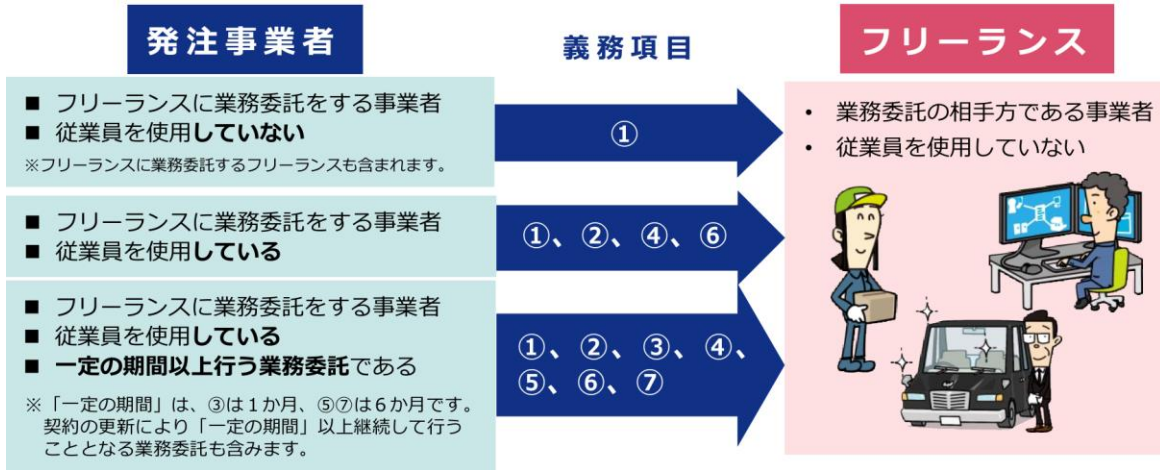 発注事業者
義務項目
フリーランス
■ フリーランスに業務委託をする事業者
■ 従業員を使用していない
※フリーランスに業務委託するフリーランスも含まれます。
①
• 業務委託の相手方である事業者
• 従業員を使用していない
■ フリーランスに業務委託をする事業者
■ 従業員を使用している
①、②、④、⑥
■ フリーランスに業務委託をする事業者
■ 従業員を使用している
■ 一定の期間以上行う業務委託である
※「一定の期間」は、③は1か月、⑤⑦は6か月です。
契約の更新により「一定の期間」以上継続して行う
こととなる業務委託も含みます。
①、②、③、④、
⑤、⑥、⑦